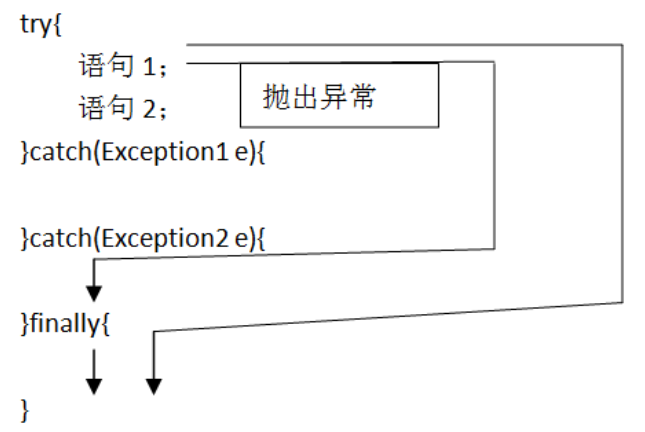 try{
语句 1；
抛出异常
语句 2；
}catch(Exception1 e){
}catch(Exception2 e){
}finally{
}